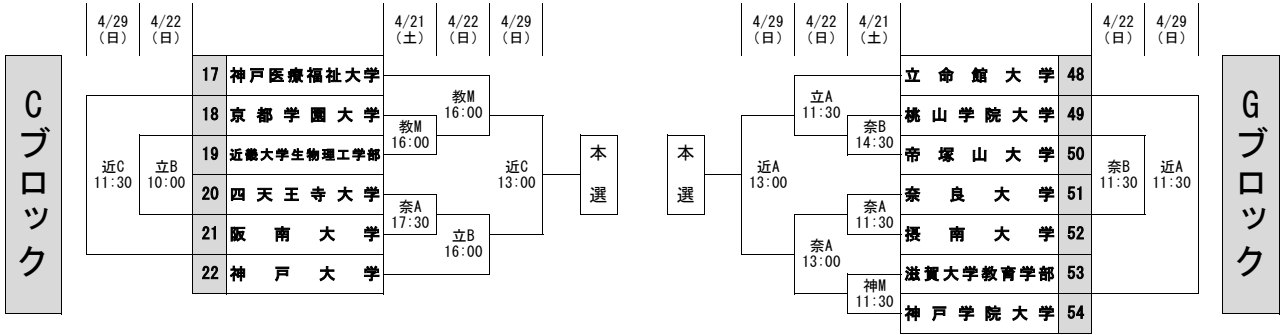 4/29 4/22 4/21 4/22 4/29
(日) (日) (土) (日) (日)
Cブロック
17 神戸医療福祉大学
18 京都学園大学
19 近畿大学生物理工学部
20 四天王寺大学
21 阪南大学
22 神戸大学
近C
11:30
立B
10:00
教M
16:00
奈A
17:30
教M
16:00
立B
16:00
近C
13:00
本選
4/29 4/22 4/21 4/22 4/29
(日) (日) (土) (日) (日)
本選
近A
13:00
立A
11:30
奈A
13:00
奈B
14:30
奈A
11:30
神M
11:30
立命館大学 48
桃山学院大学 49
帝塚山大学 50
奈良大学 51
摂南大学 52
滋賀大学教育学部 53
神戸学院大学 54
奈B
11:30
近A
11:30
Gブロック